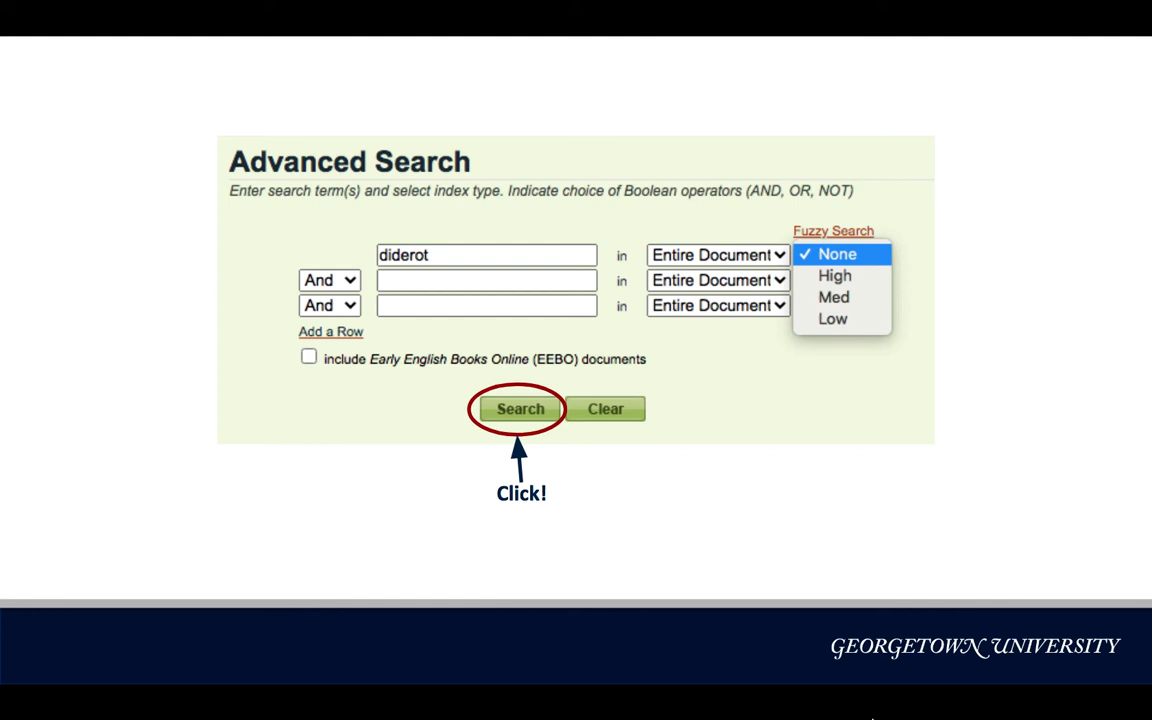 Advanced Search
Enter search term(s) and select index type. Indicate choice of Boolean operators (AND, OR, NOT)
Fuzzy Search
diderot in Entire Document ✓ None
And in Entire Document High
And in Entire Document Med
Low
Add a Row
include Early English Books Online (EEBO) documents
Search Clear
Click!
GEORGETOWN UNIVERSITY